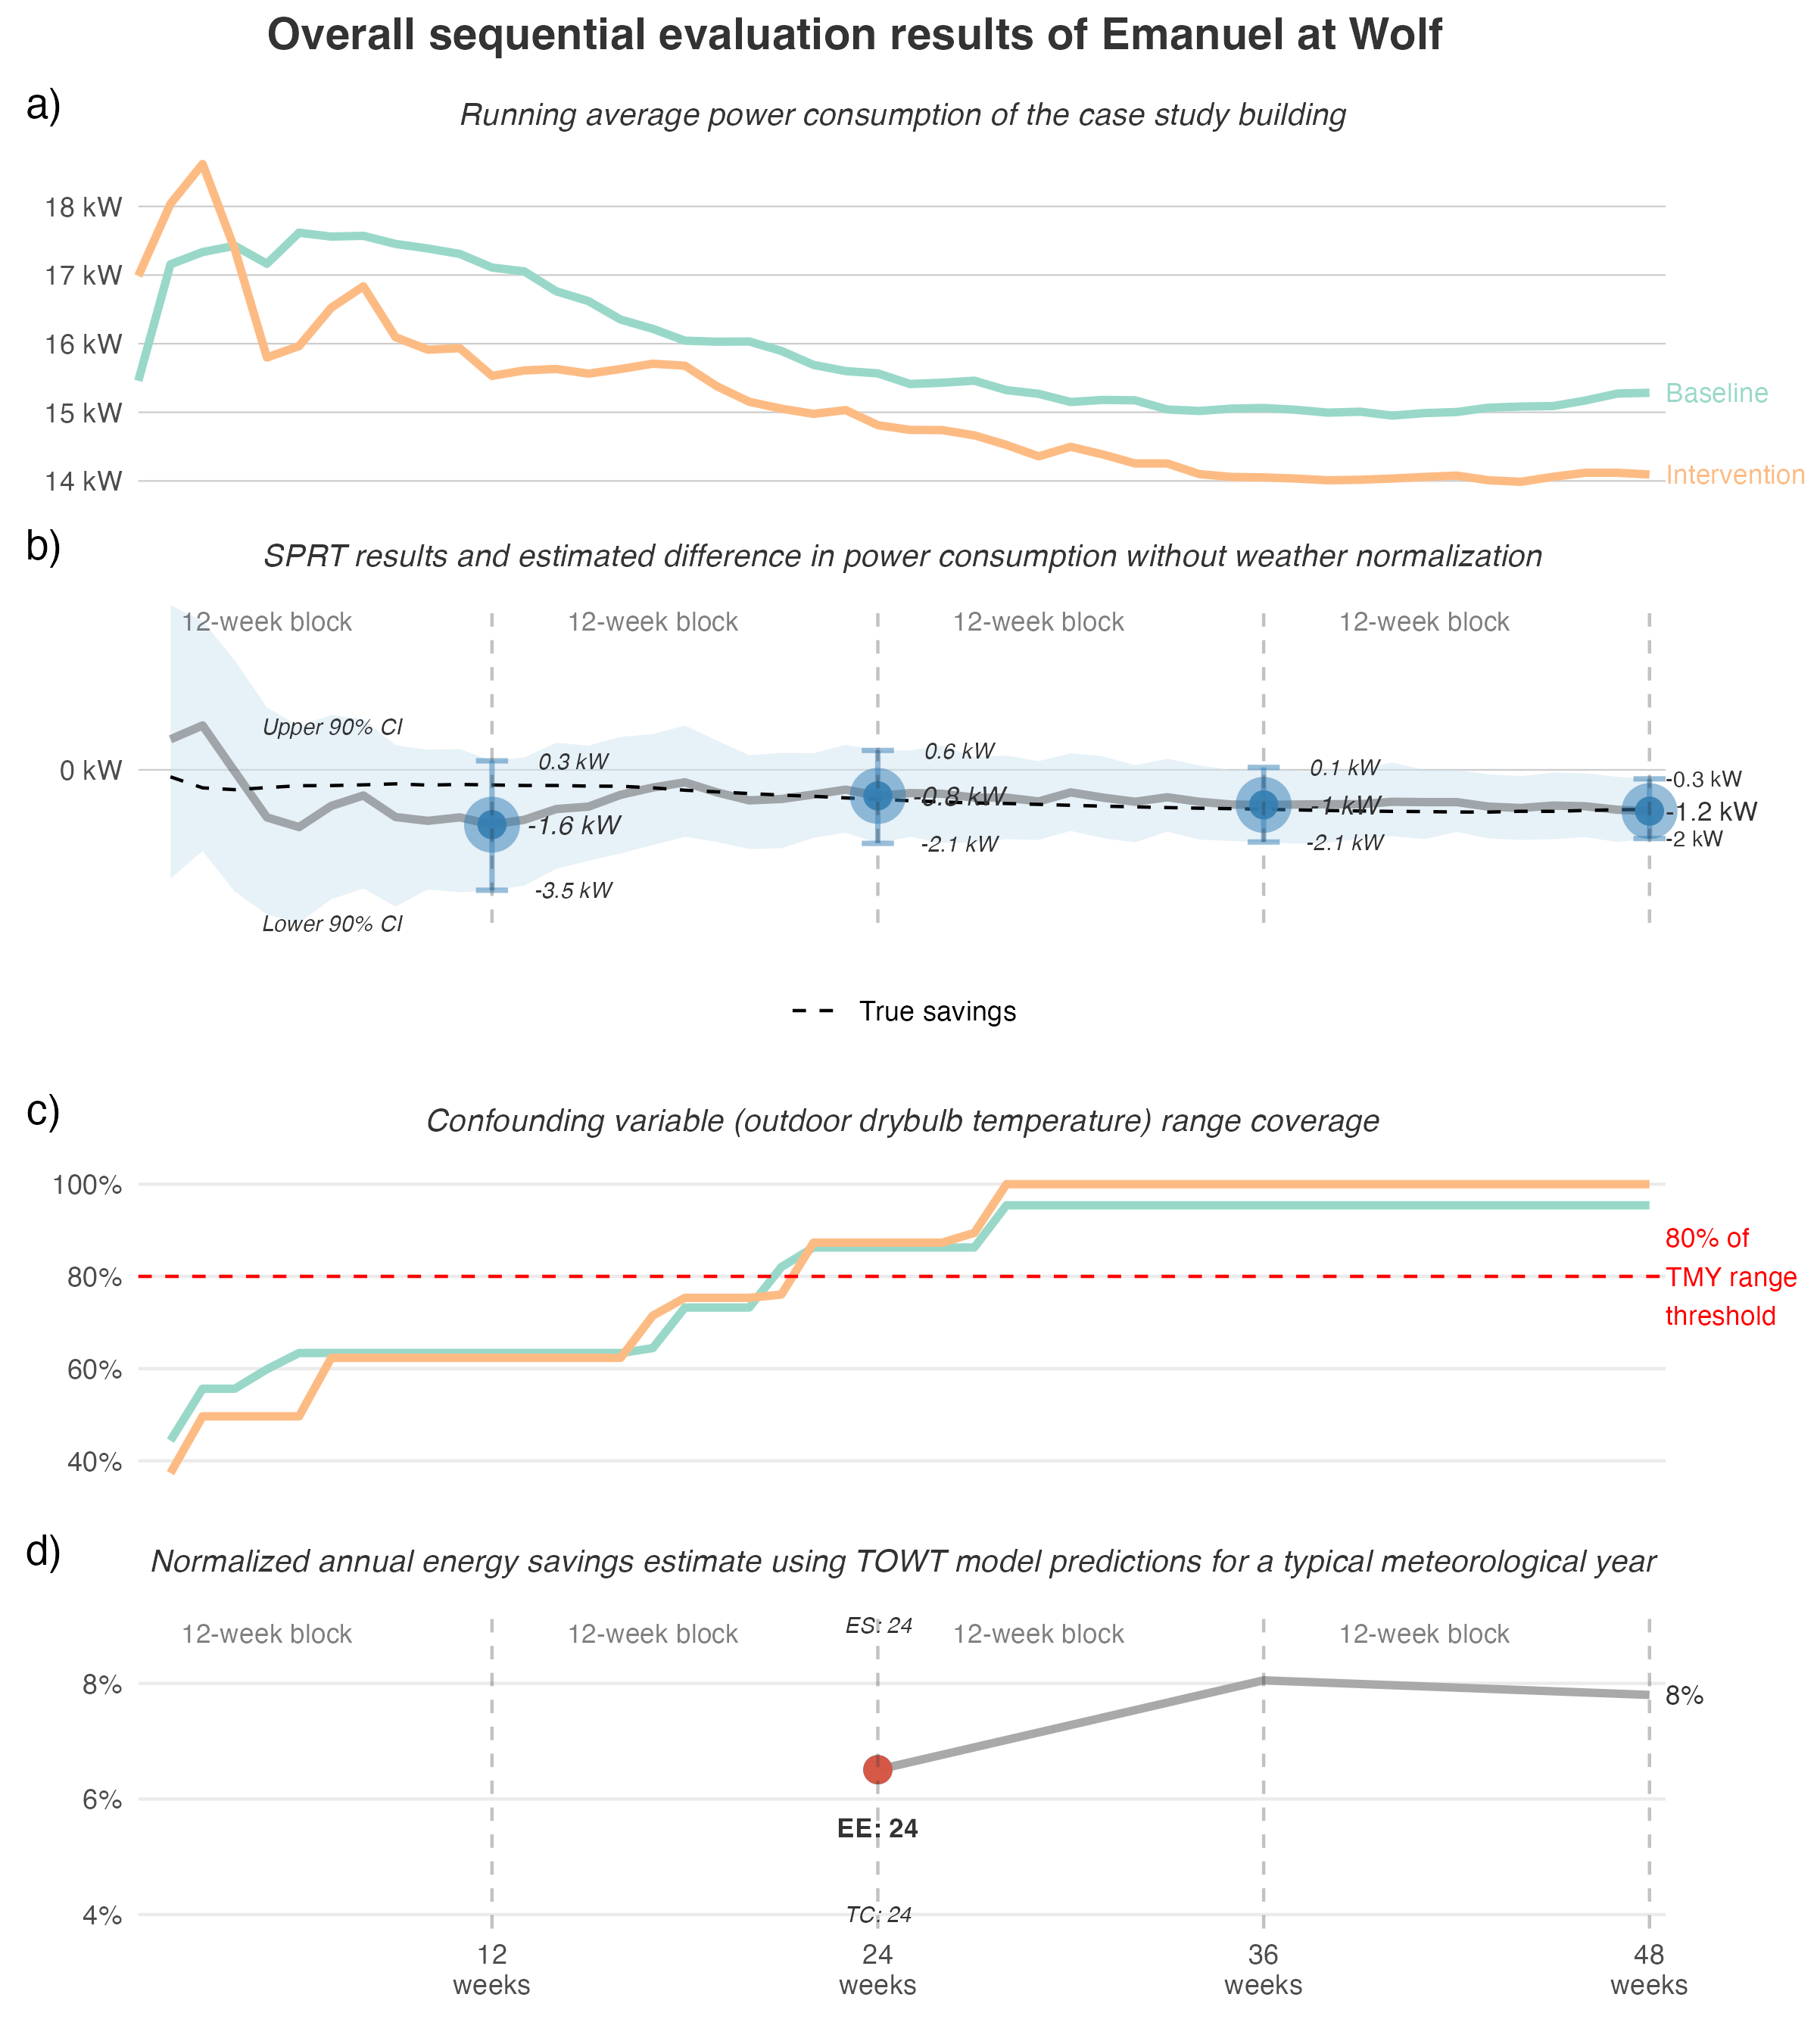 Overall sequential evaluation results of Emanuel at Wolf
a)
Running average power consumption of the case study building
18 kW
17 kW
16 kW
15 kW
14 kW
Baseline
Intervention
b)
SPRT results and estimated difference in power consumption without weather normalization
12-week block 12-week block 12-week block 12-week block
Upper 90% CI
0 kW
0.3 kW
0.6 kW
0.1 kW
-0.3 kW
-1.6 kW
-0.8 kW
-1 kW
-1.2 kW
-3.5 kW
-2.1 kW
-2.1 kW
-2 kW
Lower 90% CI
True savings
c)
Confounding variable (outdoor drybulb temperature) range coverage
100%
80%
60%
40%
80% of
TMY range
threshold
d)
Normalized annual energy savings estimate using TOWT model predictions for a typical meteorological year
ES: 24
12-week block 12-week block 12-week block 12-week block
8%
6%
4%
8%
EE: 24
TC: 24
12
weeks
24
weeks
36
weeks
48
weeks